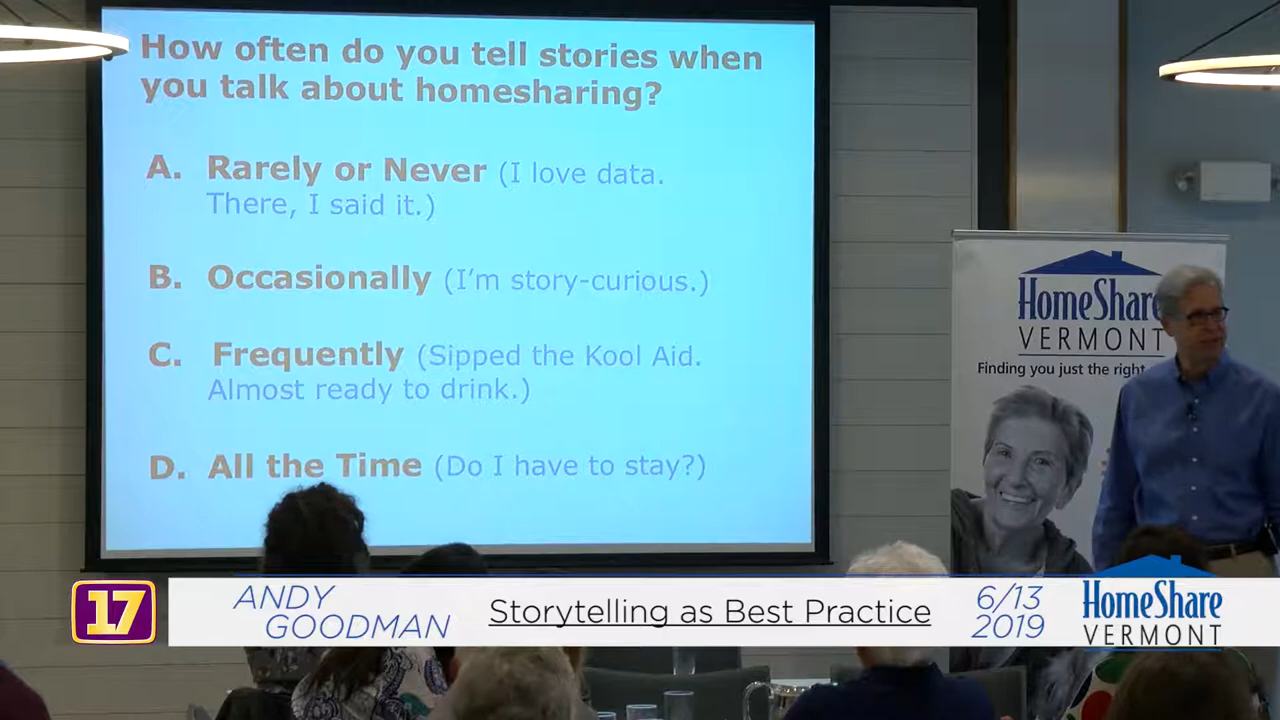 How often do you tell stories when
you talk about homesharing?
A. Rarely or Never (I love data.
There, I said it.)
B. Occasionally (I'm story-curious.)
C. Frequently (Sipped the Kool Aid.
Almost ready to drink.)
D. All the Time (Do I have to stay?)
HomeShare
VERMONT
Finding you just the right
17
ANDY
GOODMAN
Storytelling as Best Practice
6/13
2019
HomeShare
VERMONT